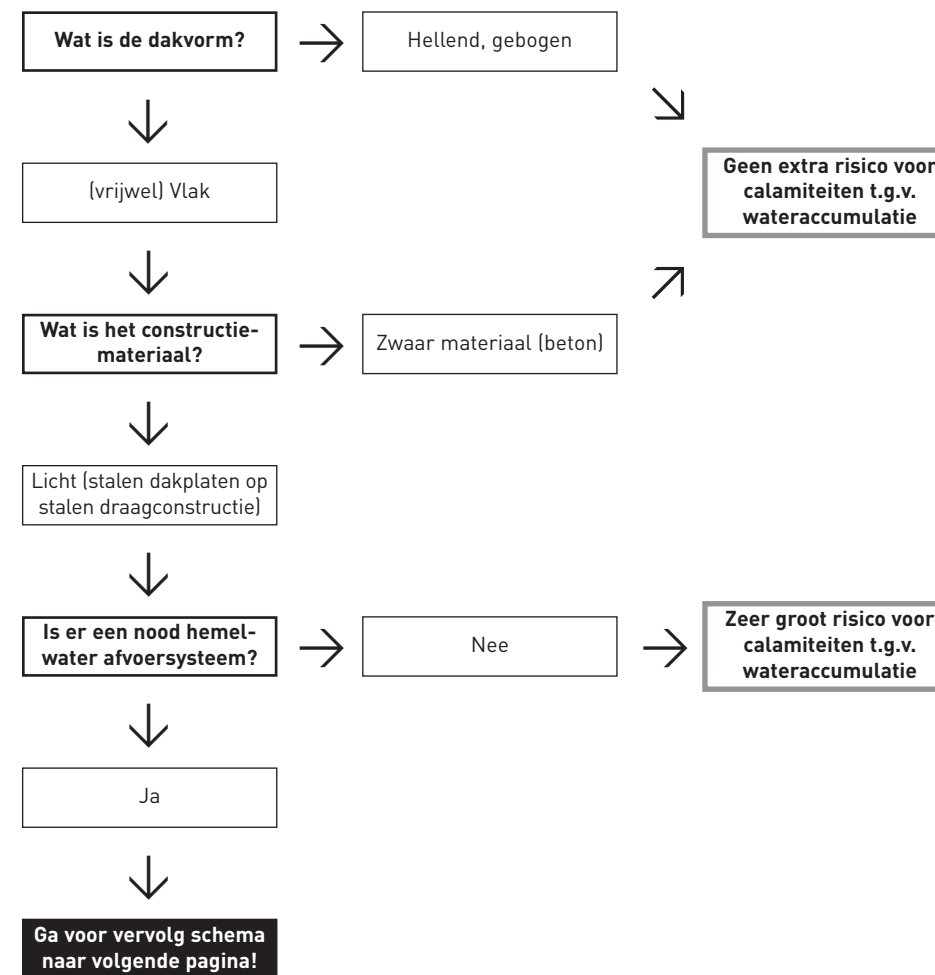 Wat is de dakvorm?
Hellend, gebogen
(vrijwel) Vlak
Geen extra risico voor
calamiteiten t.g.v.
wateraccumulatie
Wat is het constructie-
materiaal?
Zwaar materiaal (beton)
Licht (stalen dakplaten op
stalen draagconstructie)
Is er een nood hemel-
water afvoersysteem?
Nee
Zeer groot risico voor
calamiteiten t.g.v.
wateraccumulatie
Ja
Ga voor vervolg schema
naar volgende pagina!